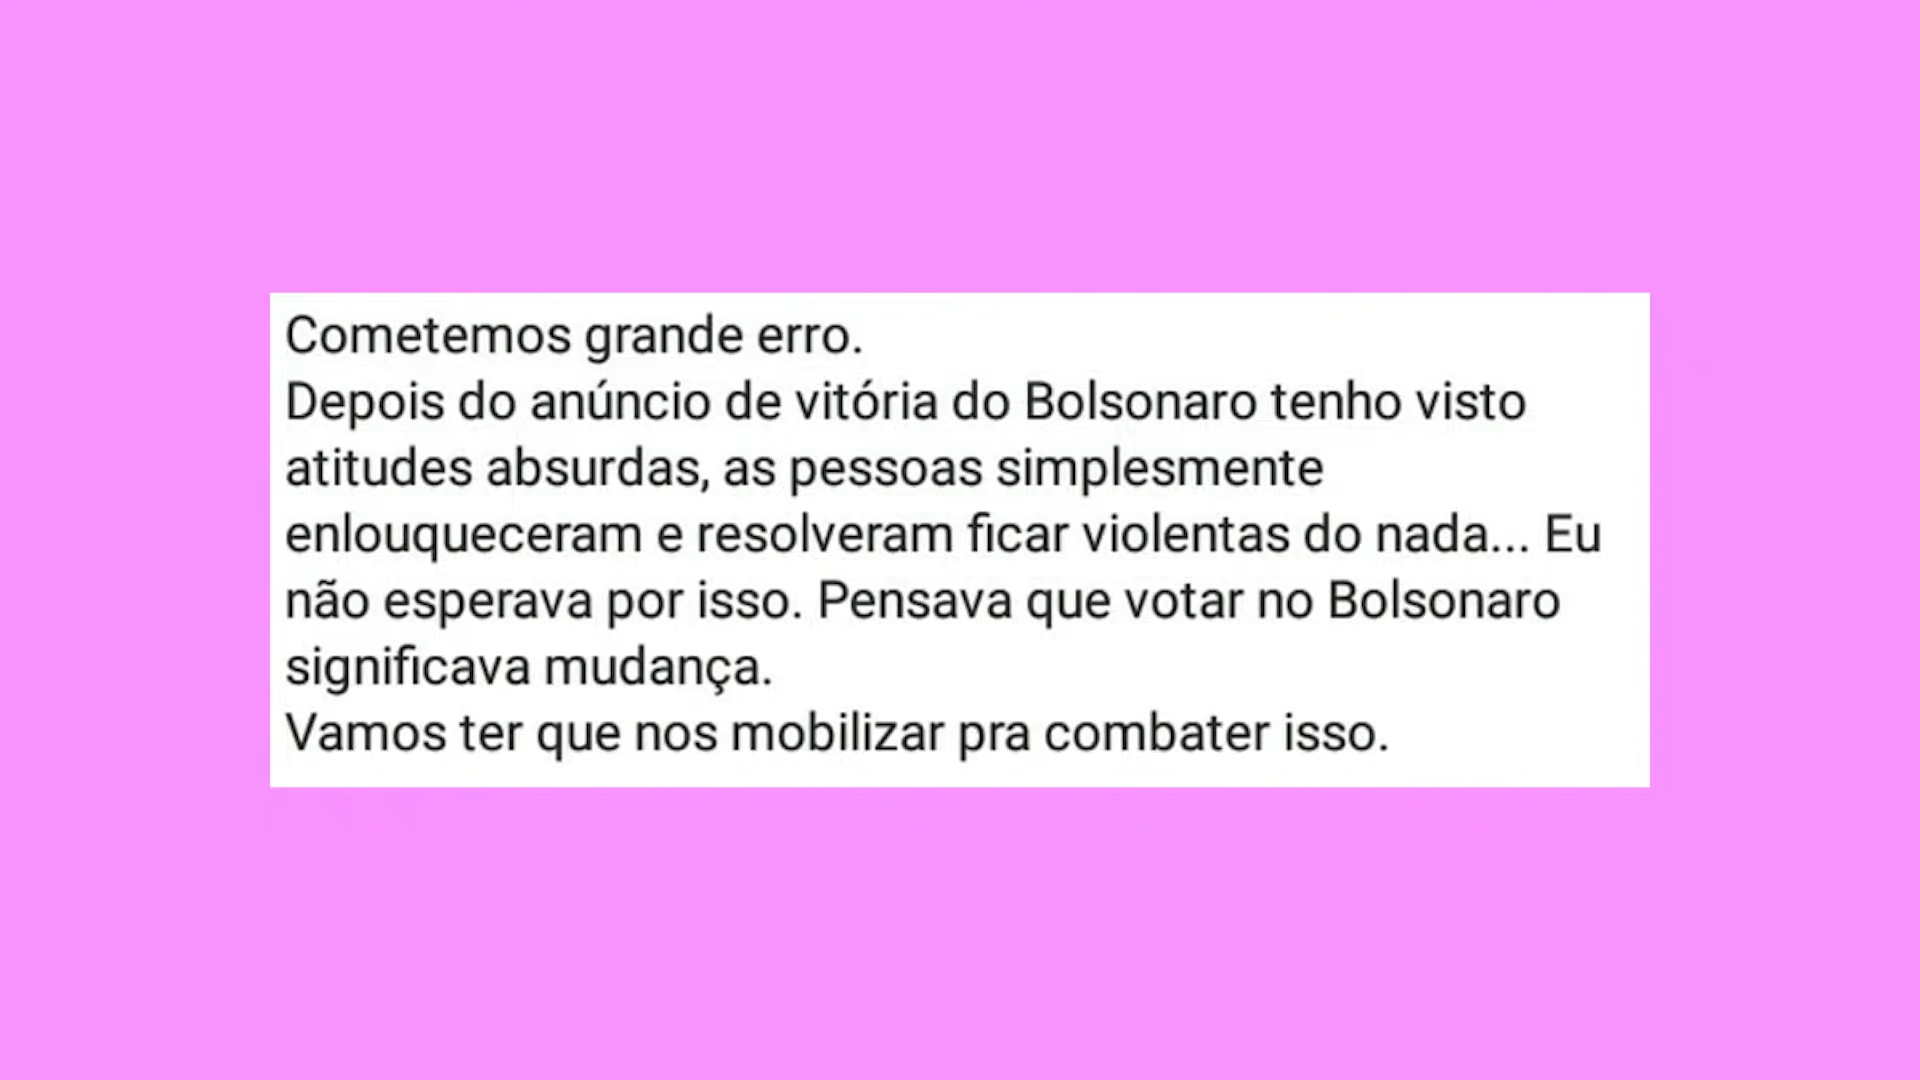 Cometemos grande erro.
Depois do anúncio de vitória do Bolsonaro tenho visto
atitudes absurdas, as pessoas simplesmente
enlouqueceram e resolveram ficar violentas do nada... Eu
não esperava por isso. Pensava que votar no Bolsonaro
significava mudança.
Vamos ter que nos mobilizar pra combater isso.